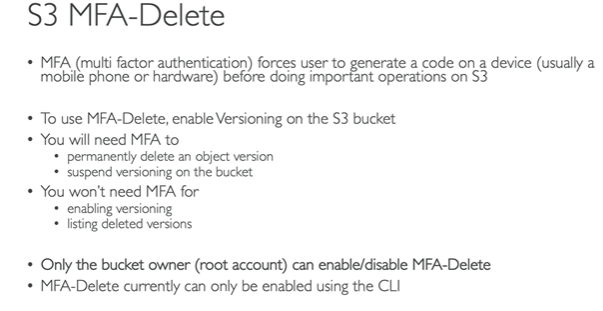 S3 MFA-Delete
• MFA (multi factor authentication) forces user to generate a code on a device (usually a
mobile phone or hardware) before doing important operations on S3
• To use MFA-Delete, enable Versioning on the S3 bucket
• You will need MFA to
• permanently delete an object version
• suspend versioning on the bucket
• You won't need MFA for
• enabling versioning
• listing deleted versions
• Only the bucket owner (root account) can enable/disable MFA-Delete
• MFA-Delete currently can only be enabled using the CLI